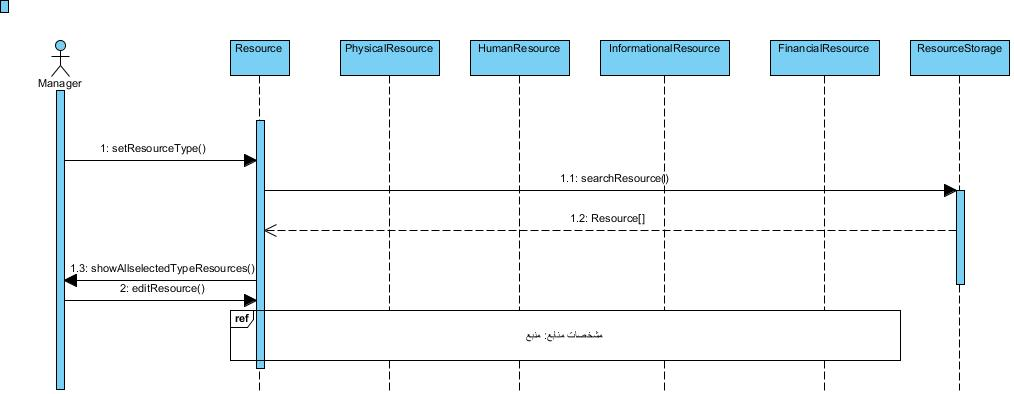 Resource
PhysicalResource
HumanResource
InformationalResource
FinancialResource
ResourceStorage
Manager
1: setResourceType()
1.1: searchResource()
1.2: Resource[]
1.3: showAllselectedTypeResources()
2: editResource()
ref
مشخصات منابع: منبع